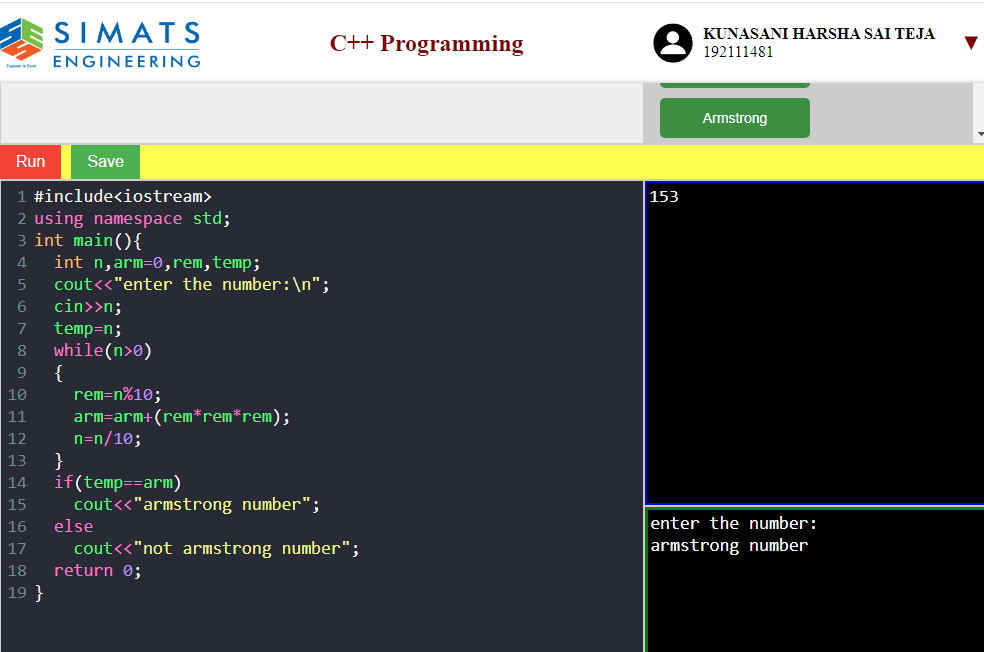 SIMATS
ENGINEERING
Engineer to Excel
C++ Programming
KUNASANI HARSHA SAI TEJA
192111481
▼
Armstrong
Run
Save
1 #include<iostream>
2 using namespace std;
3 int main(){
4   int n,arm=0,rem,temp;
5   cout<<"enter the number:\n";
6   cin>>n;
7   temp=n;
8   while(n>0)
9   {
10     rem=n%10;
11     arm=arm+(rem*rem*rem);
12     n=n/10;
13   }
14   if(temp==arm)
15     cout<<"armstrong number";
16   else
17     cout<<"not armstrong number";
18   return 0;
19 }
153
enter the number:
armstrong number